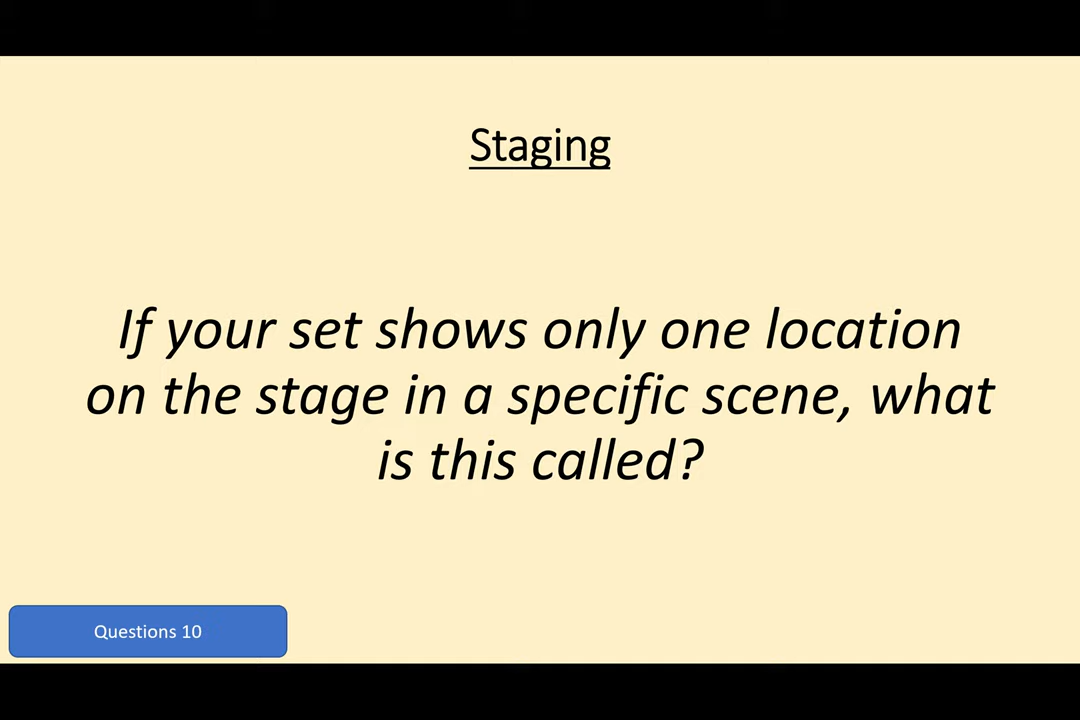 Staging
If your set shows only one location
on the stage in a specific scene, what
is this called?
Questions 10